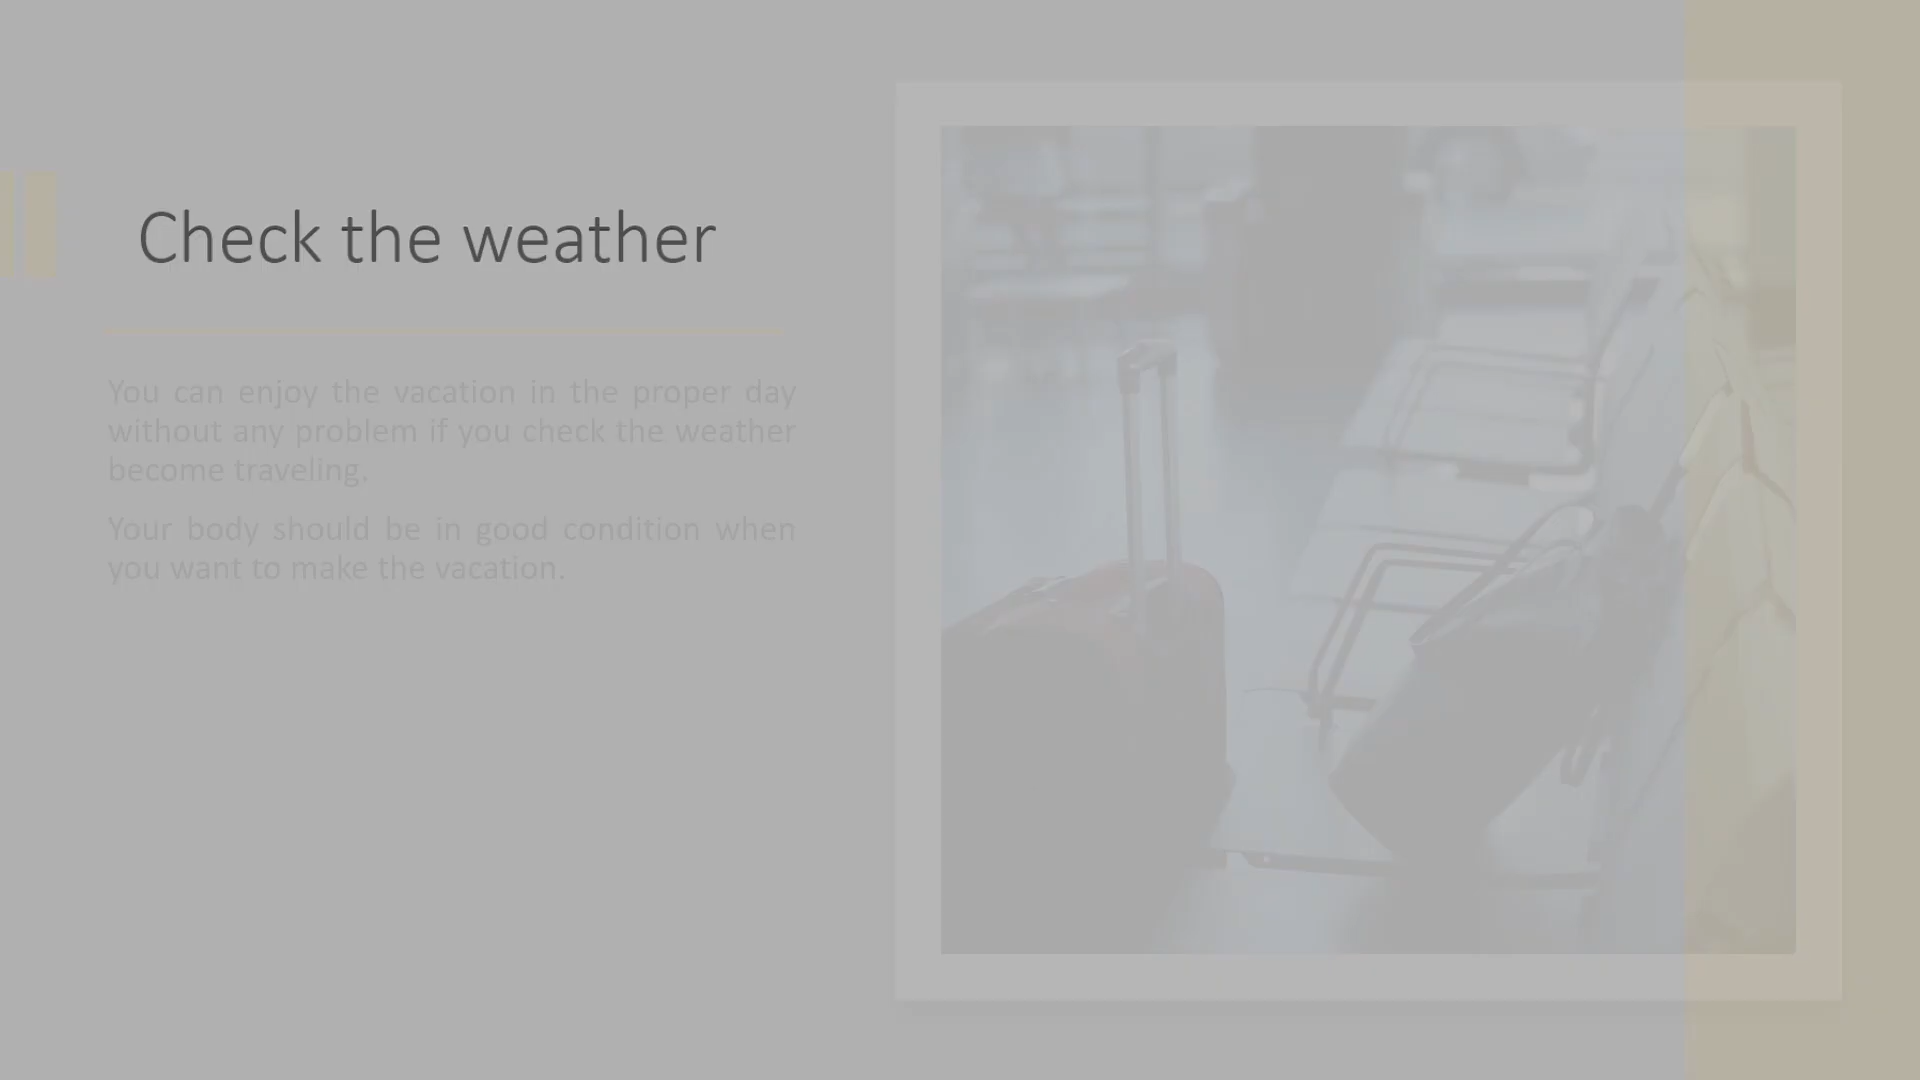 Check the weather
You can enjoy the vacation in the proper day
without any problem if you check the weather
become traveling.
Your body should be in good condition when
you want to make the vacation.